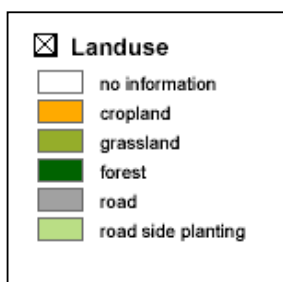 Landuse
no information
cropland
grassland
forest
road
road side planting